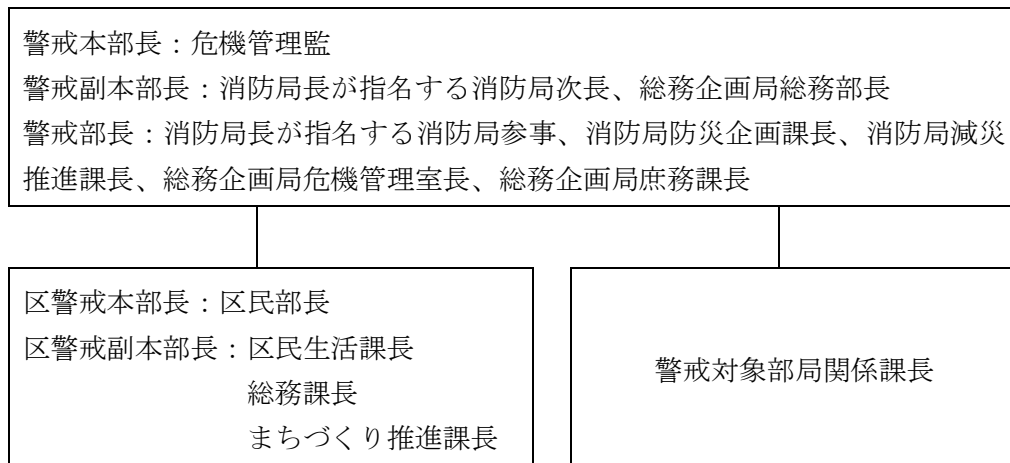 警戒本部長：危機管理監
警戒副本部長：消防局長が指名する消防局次長、総務企画局総務部長
警戒部長：消防局長が指名する消防局参事、消防局防災企画課長、消防局減災
推進課長、総務企画局危機管理室長、総務企画局庶務課長
区警戒本部長：区民部長
区警戒副本部長：区民生活課長
総務課長
まちづくり推進課長
警戒対象部局関係課長